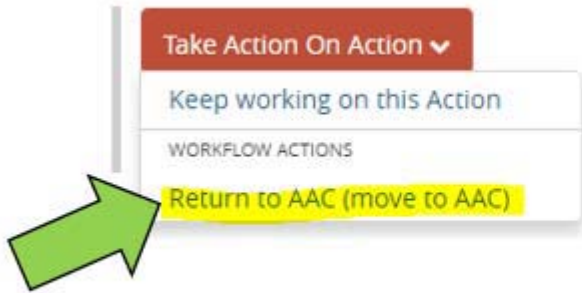 Take Action On Action
Keep working on this Action
WORKFLOW ACTIONS
Return to AAC (move to AAC)